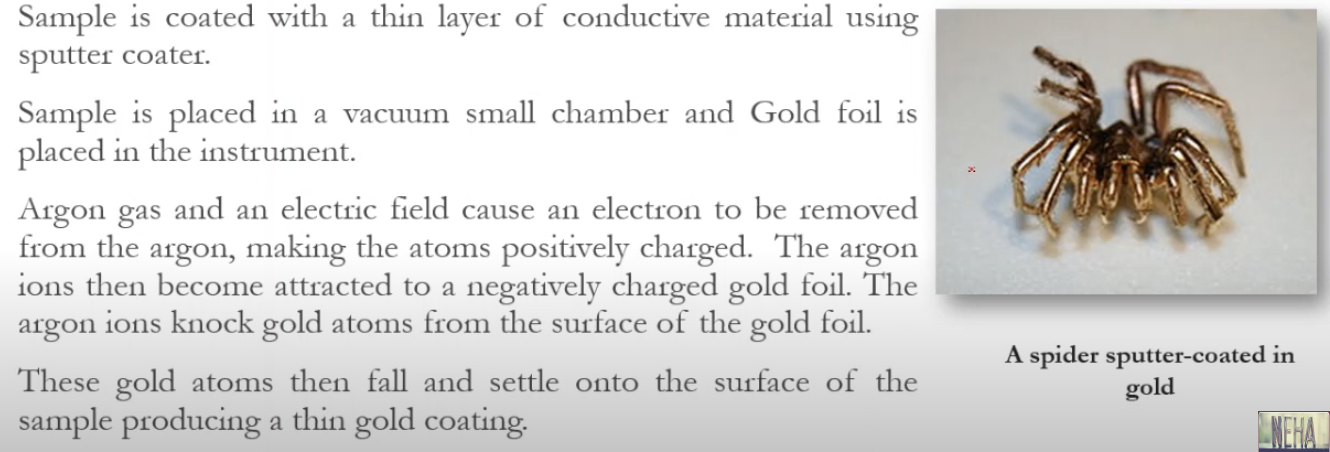 Sample is coated with a thin layer of conductive material using
sputter coater.
Sample is placed in a vacuum small chamber and Gold foil is
placed in the instrument.
Argon gas and an electric field cause an electron to be removed
from the argon, making the atoms positively charged.  The argon
ions then become attracted to a negatively charged gold foil. The
argon ions knock gold atoms from the surface of the gold foil.
These gold atoms then fall and settle onto the surface of the
sample producing a thin gold coating.
A spider sputter-coated in
gold
NEHA